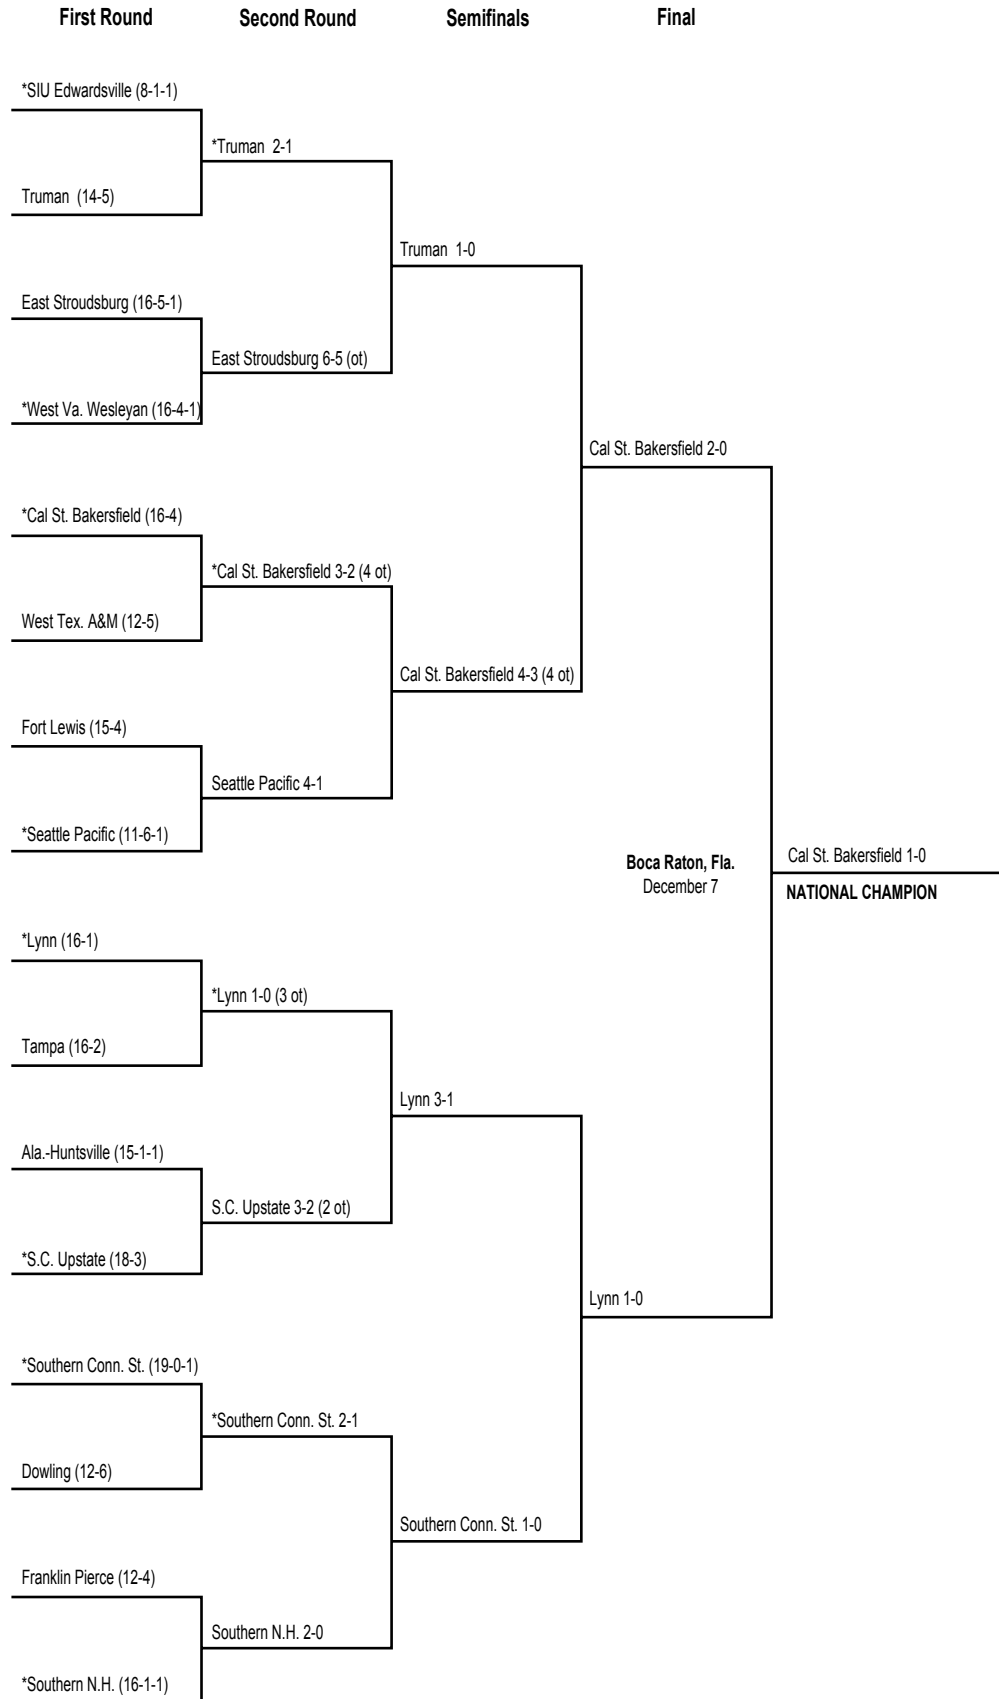 First Round Second Round Semifinals Final
*SIU Edwardsville (8-1-1)
*Truman 2-1
Truman (14-5)
Truman 1-0
East Stroudsburg (16-5-1)
East Stroudsburg 6-5 (ot)
*West Va. Wesleyan (16-4-1)
Cal St. Bakersfield 2-0
*Cal St. Bakersfield (16-4)
*Cal St. Bakersfield 3-2 (4 ot)
West Tex. A&M (12-5)
Cal St. Bakersfield 4-3 (4 ot)
Fort Lewis (15-4)
Seattle Pacific 4-1
*Seattle Pacific (11-6-1)
Boca Raton, Fla.
December 7
Cal St. Bakersfield 1-0
NATIONAL CHAMPION
*Lynn (16-1)
*Lynn 1-0 (3 ot)
Tampa (16-2)
Lynn 3-1
Ala.-Huntsville (15-1-1)
S.C. Upstate 3-2 (2 ot)
*S.C. Upstate (18-3)
Lynn 1-0
*Southern Conn. St. (19-0-1)
*Southern Conn. St. 2-1
Dowling (12-6)
Southern Conn. St. 1-0
Franklin Pierce (12-4)
Southern N.H. 2-0
*Southern N.H. (16-1-1)